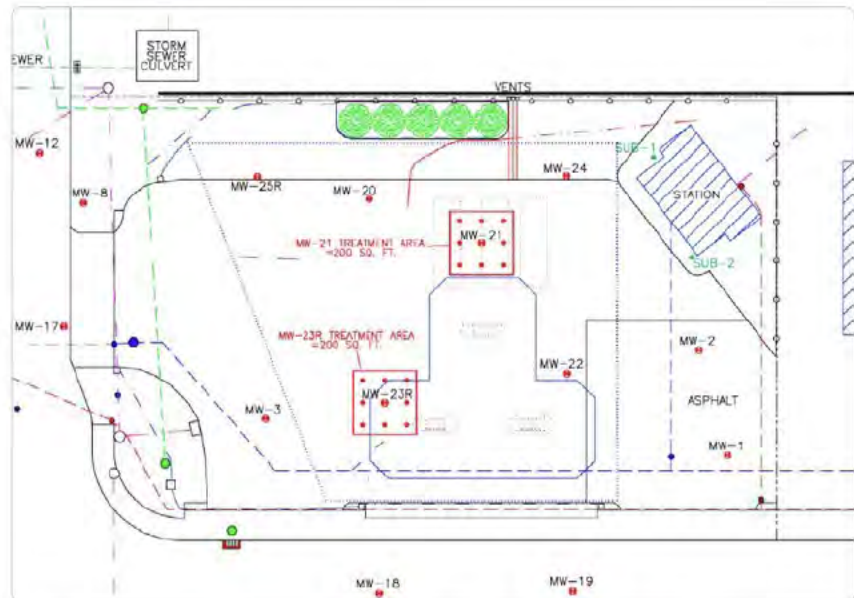 STORM
SEWER
CULVERT
EWER
VENTS
MW-12
SUB-1
MW-24
MW-8
MW-25R
MW-20
STATION
MW-21
MW-21 TREATMENT AREA
=200 SQ. FT.
SUB-2
MW-17
MW-23R TREATMENT AREA
=200 SQ. FT.
MW-2
MW-22
MW-23R
ASPHALT
MW-3
MW-1
MW-18
MW-19